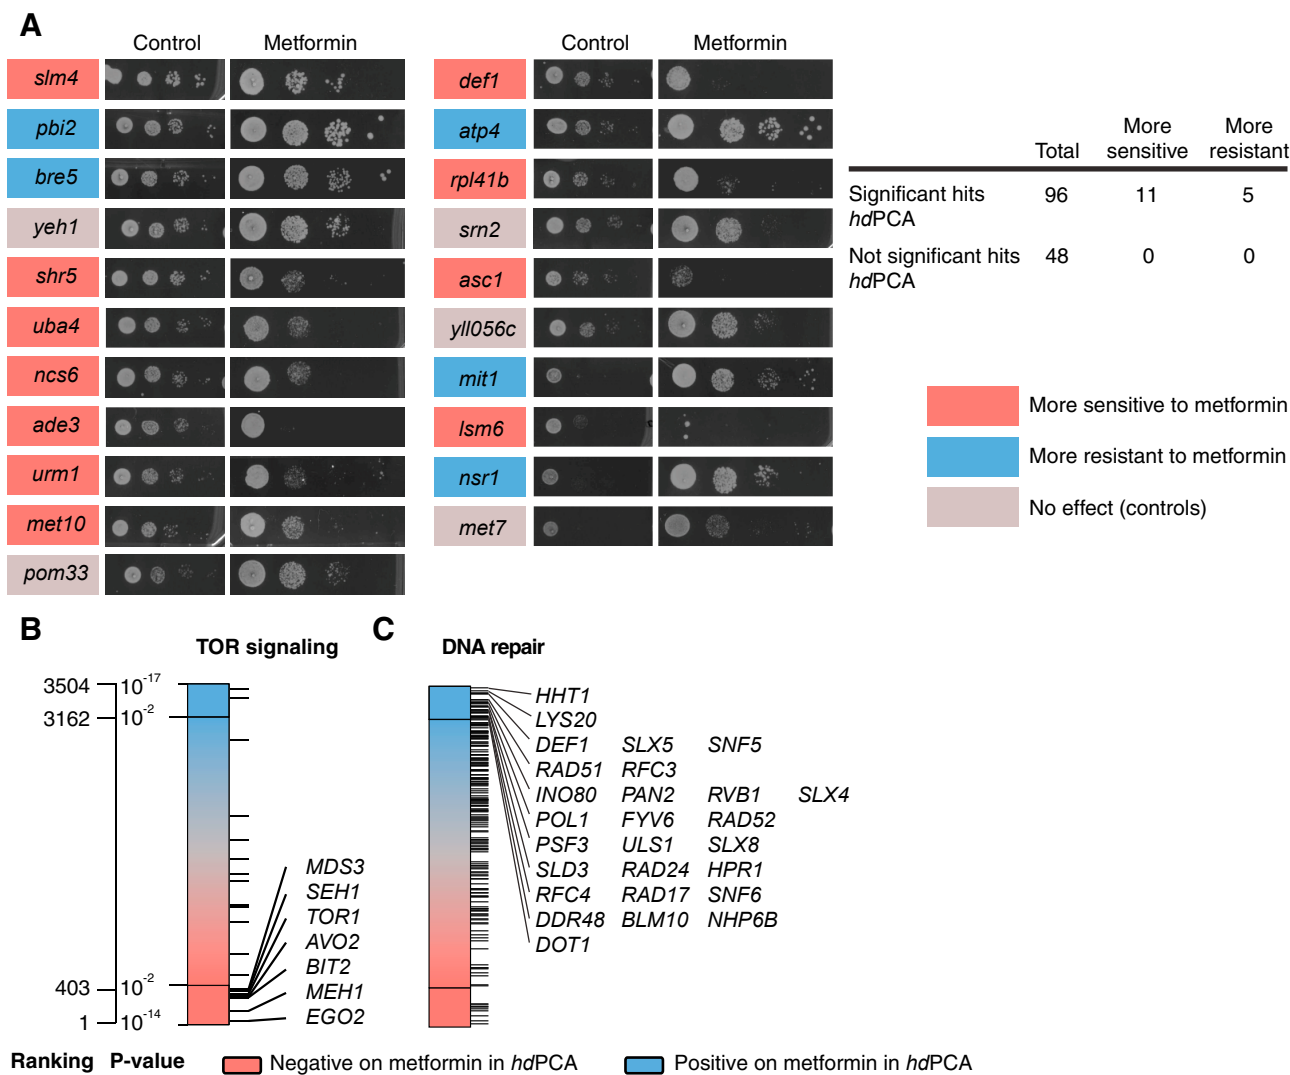 A
Control Metformin
slm4
pbi2
bre5
yeh1
shr5
uba4
ncs6
ade3
urm1
met10
pom33
Control Metformin
def1
atp4
rpl41b
srn2
asc1
yll056c
mit1
lsm6
nsr1
met7
Total More sensitive More resistant
Significant hits hdPCA 96 11 5
Not significant hits hdPCA 48 0 0
More sensitive to metformin
More resistant to metformin
No effect (controls)
B
TOR signaling
3504 10-17
3162 10-2
403 10-2
1 10-14
MDS3
SEH1
TOR1
AVO2
BIT2
MEH1
EGO2
C
DNA repair
HHT1
LYS20
DEF1 SLX5 SNF5
RAD51 RFC3
INO80 PAN2 RVB1 SLX4
POL1 FYV6 RAD52
PSF3 ULS1 SLX8
SLD3 RAD24 HPR1
RFC4 RAD17 SNF6
DDR48 BLM10 NHP6B
DOT1
Ranking P-value Negative on metformin in hdPCA Positive on metformin in hdPCA